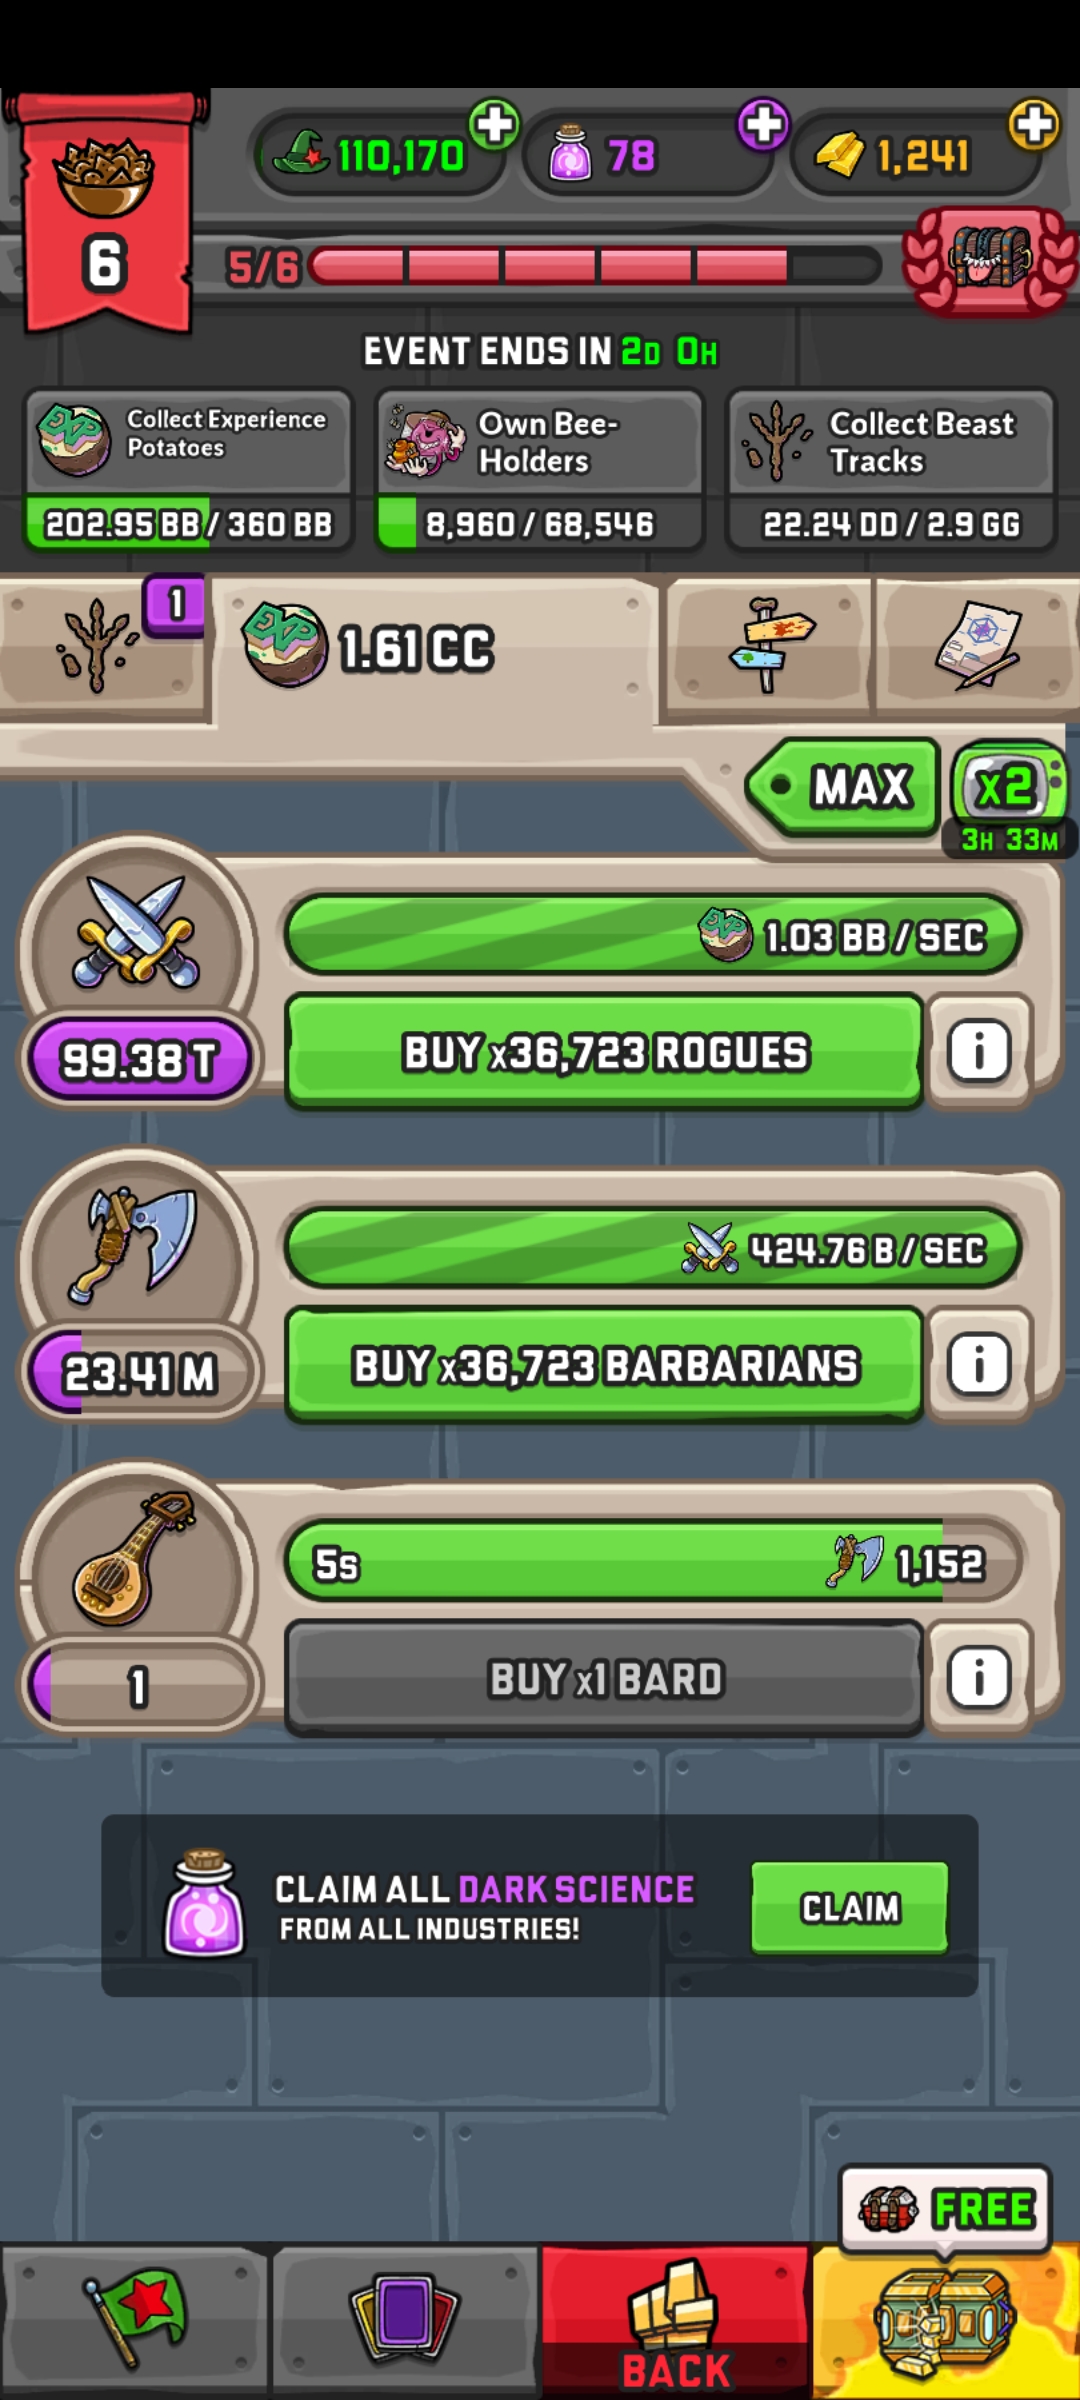 110,170
78
1,241
6
5/6
EVENT ENDS IN 2D 0H
Collect Experience
Potatoes
202.95 BB / 360 BB
Own Bee-
Holders
8,960 / 68,546
Collect Beast
Tracks
22.24 DD / 2.9 GG
1
EXP
1.61 CC
MAX
x2
3H 33M
EXP
1.03 BB / SEC
99.38 T
BUY x36,723 ROGUES
i
424.76 B / SEC
23.41 M
BUY x36,723 BARBARIANS
i
5s
1,152
1
BUY x1 BARD
i
CLAIM ALL DARK SCIENCE
FROM ALL INDUSTRIES!
CLAIM
FREE
BACK